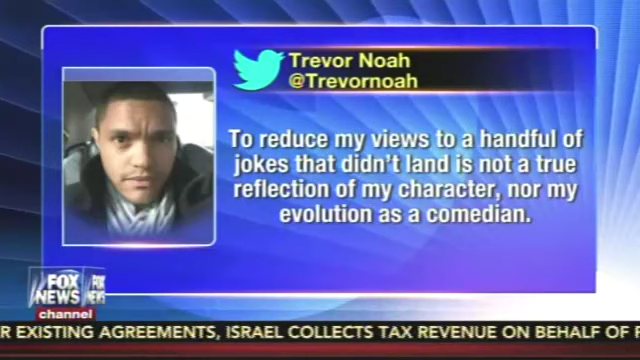 Trevor Noah
@Trevornoah
To reduce my views to a handful of
jokes that didn't land is not a true
reflection of my character, nor my
evolution as a comedian.
FOX
NEWS
channel
FOX
NEWS
R EXISTING AGREEMENTS, ISRAEL COLLECTS TAX REVENUE ON BEHALF OF